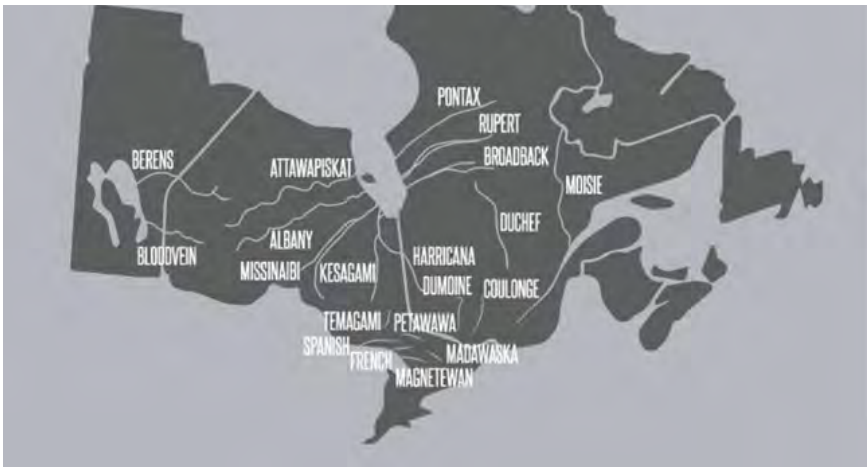 PONTAX
RUPERT
BROADBACK
BERENS
ATTAWAPISKAT
MOISIE
DUCHEF
ALBANY
BLOODVEIN
HARRICANA
MISSINAIBI
KESAGAMI
DUMOINE
COULONGE
TEMAGAMI
PETAWAWA
SPANISH
MADAWASKA
FRENCH
MAGNETEWAN